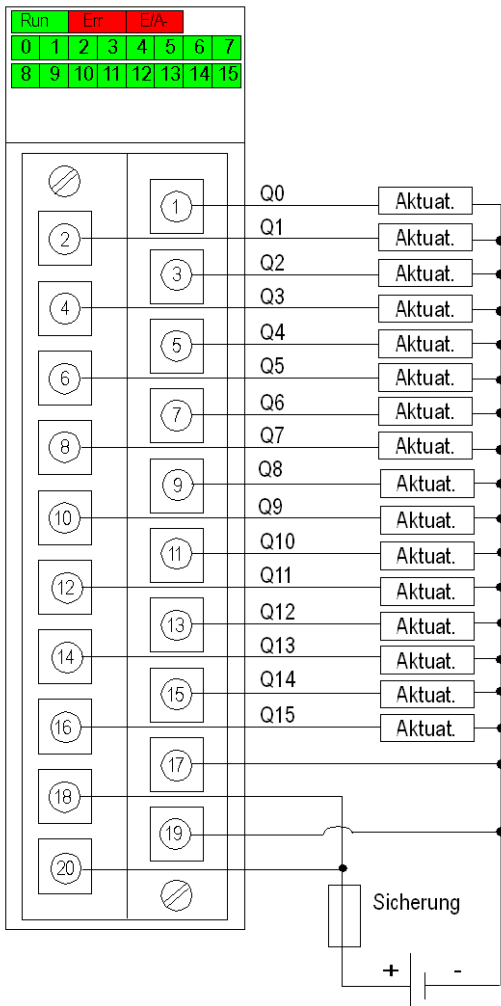 Run Err E/A-
0 1 2 3 4 5 6 7
8 9 10 11 12 13 14 15
1 Q0 Aktuat.
2 Q1 Aktuat.
3 Q2 Aktuat.
4 Q3 Aktuat.
5 Q4 Aktuat.
6 Q5 Aktuat.
7 Q6 Aktuat.
8 Q7 Aktuat.
9 Q8 Aktuat.
10 Q9 Aktuat.
11 Q10 Aktuat.
12 Q11 Aktuat.
13 Q12 Aktuat.
14 Q13 Aktuat.
15 Q14 Aktuat.
16 Q15 Aktuat.
17
18
19
20
Sicherung
+ -